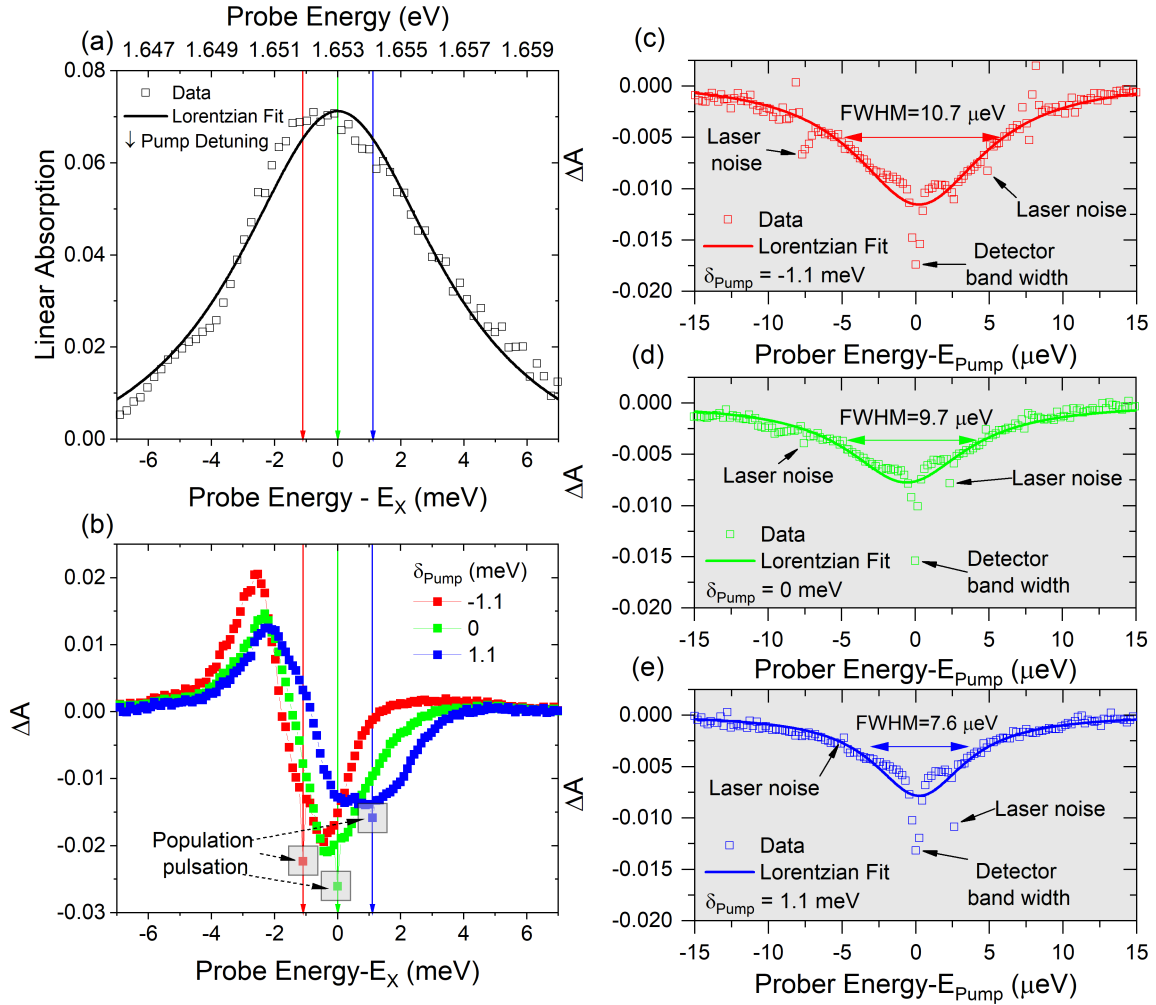 Probe Energy (eV)
(a)
1.647 1.649 1.651 1.653 1.655 1.657 1.659
0.08
0.06
0.04
0.02
0.00
Linear Absorption
Data
Lorentzian Fit
Pump Detuning
-6 -4 -2 0 2 4 6
Probe Energy - E_X (meV)
(b)
0.02
0.01
0.00
-0.01
-0.02
-0.03
ΔA
δ_Pump (meV)
-1.1
0
1.1
Population
pulsation
-6 -4 -2 0 2 4 6
Probe Energy-E_X (meV)
(c)
0.000
-0.005
-0.010
-0.015
-0.020
ΔA
FWHM=10.7 μeV
Laser
noise
Laser noise
Data
Lorentzian Fit
δ_Pump = -1.1 meV
Detector
band width
-15 -10 -5 0 5 10 15
Prober Energy-E_Pump (μeV)
(d)
0.000
-0.005
-0.010
-0.015
-0.020
ΔA
FWHM=9.7 μeV
Laser noise
Laser noise
Data
Lorentzian Fit
δ_Pump = 0 meV
Detector
band width
-15 -10 -5 0 5 10 15
Prober Energy-E_Pump (μeV)
(e)
0.000
-0.005
-0.010
-0.015
-0.020
ΔA
FWHM=7.6 μeV
Laser noise
Laser noise
Data
Lorentzian Fit
δ_Pump = 1.1 meV
Detector
band width
-15 -10 -5 0 5 10 15
Prober Energy-E_Pump (μeV)